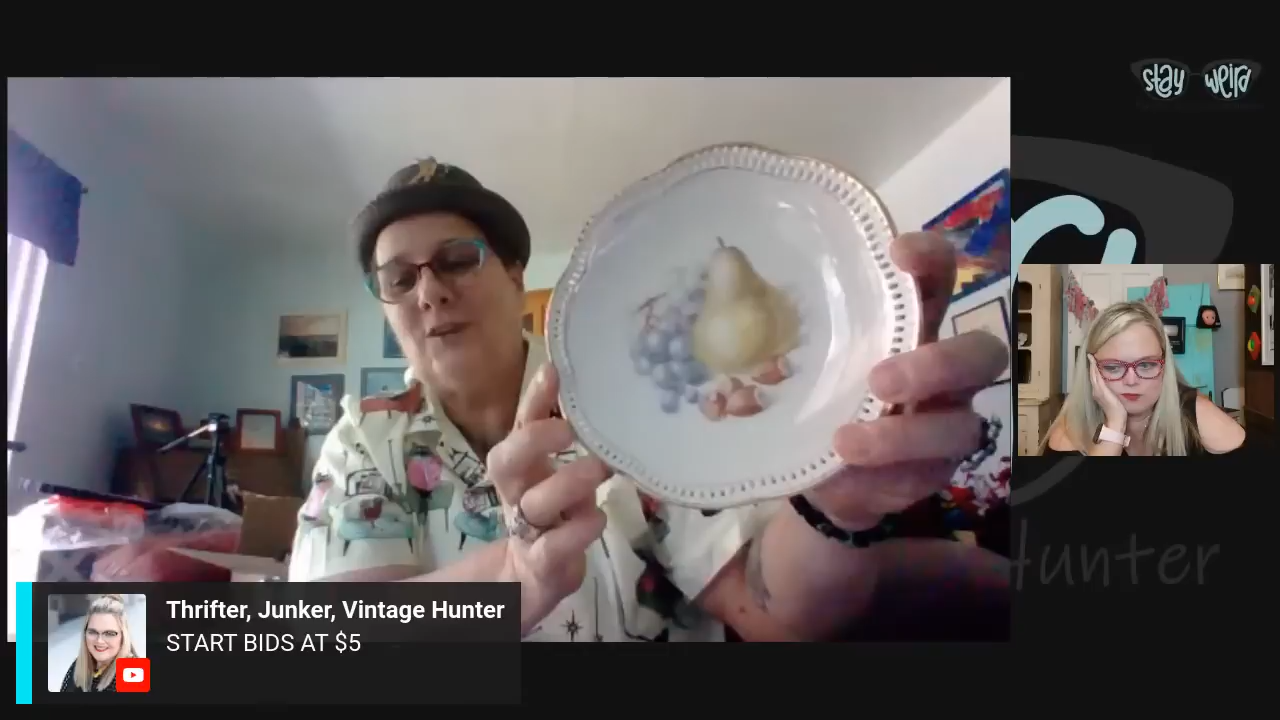 stay weird
Hunter
Thrifter, Junker, Vintage Hunter
START BIDS AT $5